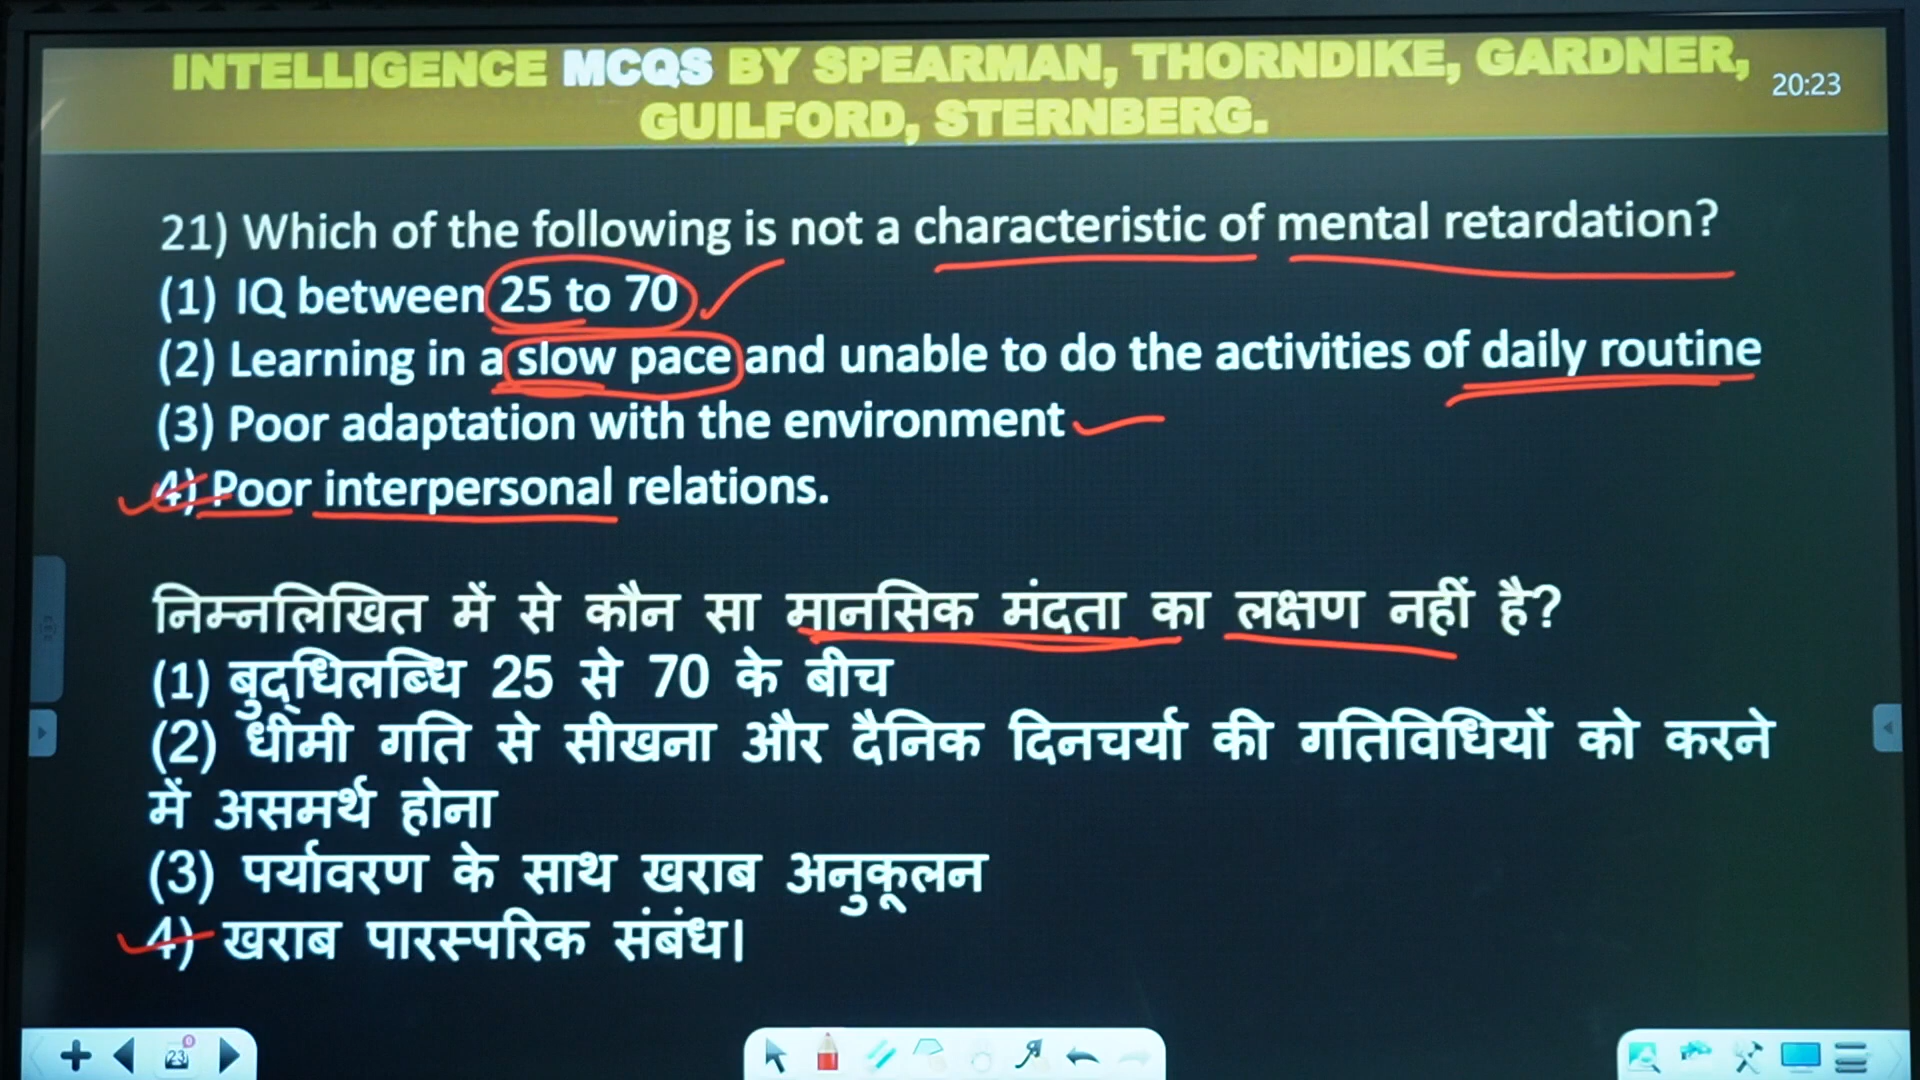 INTELLIGENCE MCQS BY SPEARMAN, THORNDIKE, GARDNER,
GUILFORD, STERNBERG.
20:23
21) Which of the following is not a characteristic of mental retardation?
(1) IQ between 25 to 70
(2) Learning in a slow pace and unable to do the activities of daily routine
(3) Poor adaptation with the environment
4) Poor interpersonal relations.
निम्नलिखित में से कौन सा मानसिक मंदता का लक्षण नहीं है?
(1) बुद्धिलब्धि 25 से 70 के बीच
(2) धीमी गति से सीखना और दैनिक दिनचर्या की गतिविधियों को करने
में असमर्थ होना
(3) पर्यावरण के साथ खराब अनुकूलन
4) खराब पारस्परिक संबंध।
23
0